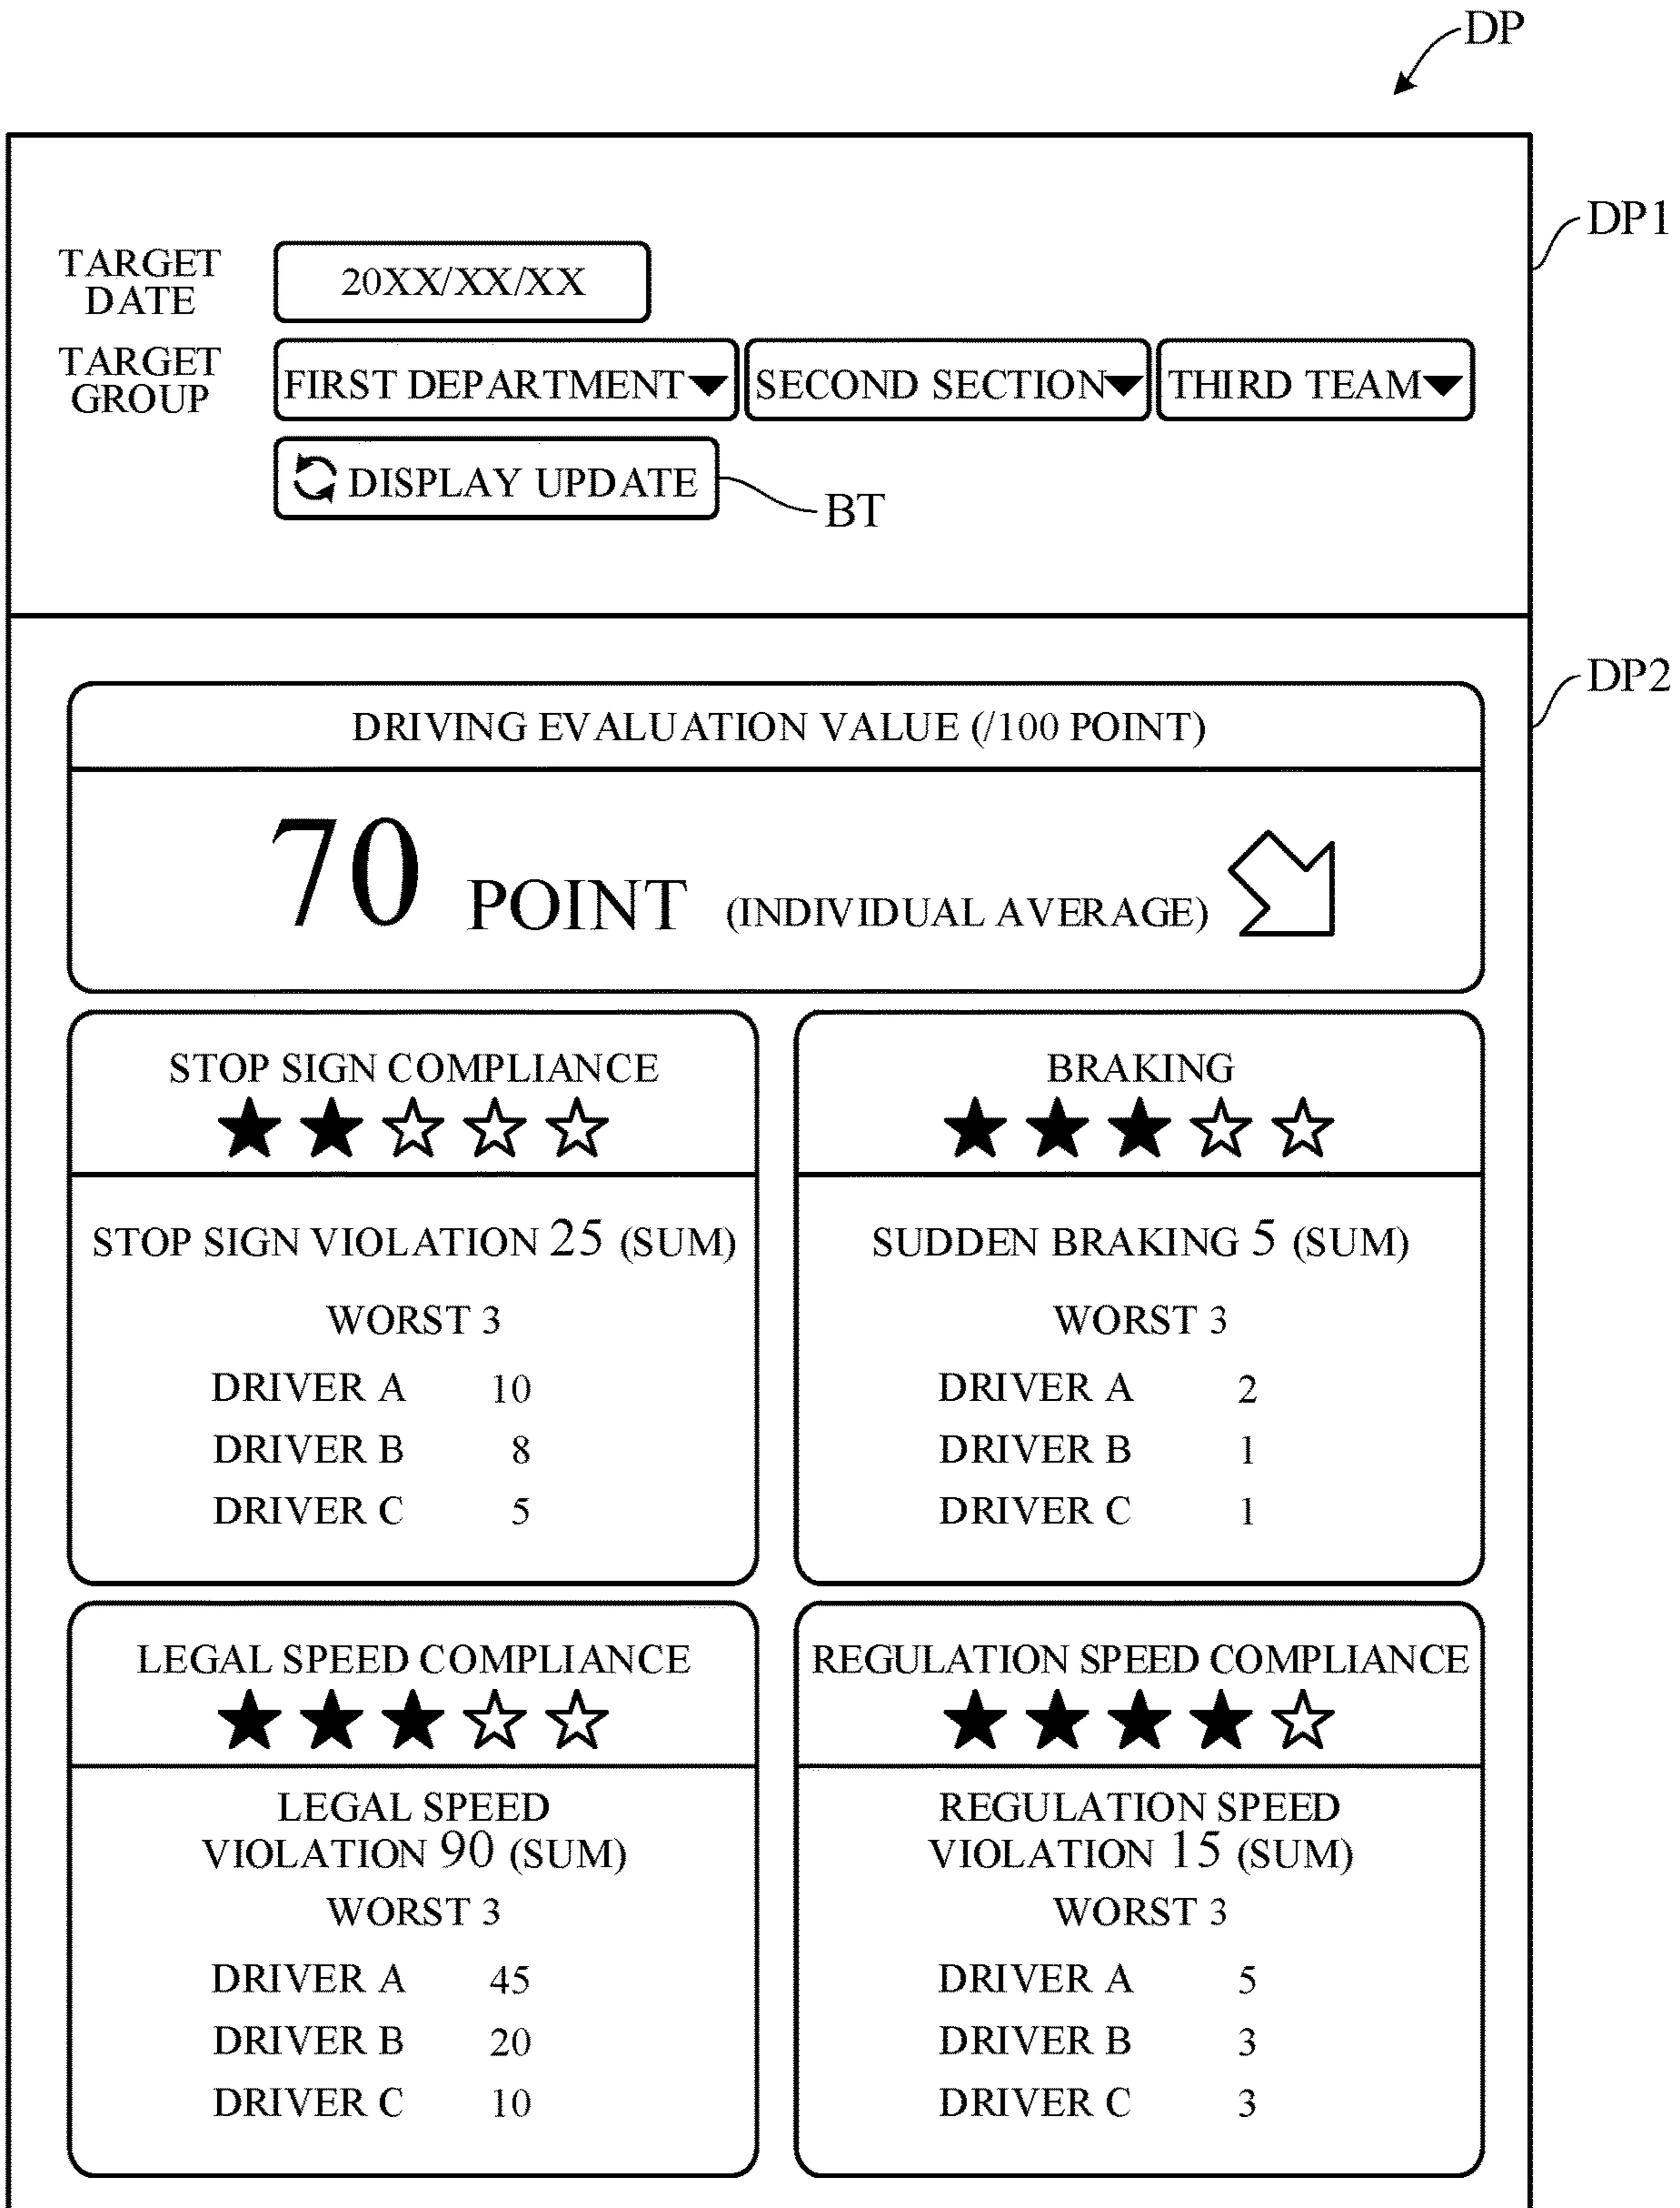 DP
DP1
TARGET
DATE
20XX/XX/XX
TARGET
GROUP
FIRST DEPARTMENT▼ SECOND SECTION▼ THIRD TEAM▼
DISPLAY UPDATE
BT
DP2
DRIVING EVALUATION VALUE (/100 POINT)
70 POINT (INDIVIDUAL AVERAGE)
STOP SIGN COMPLIANCE
★★☆☆☆
STOP SIGN VIOLATION 25 (SUM)
WORST 3
DRIVER A 10
DRIVER B 8
DRIVER C 5
BRAKING
★★★☆☆
SUDDEN BRAKING 5 (SUM)
WORST 3
DRIVER A 2
DRIVER B 1
DRIVER C 1
LEGAL SPEED COMPLIANCE
★★★☆☆
LEGAL SPEED
VIOLATION 90 (SUM)
WORST 3
DRIVER A 45
DRIVER B 20
DRIVER C 10
REGULATION SPEED COMPLIANCE
★★★★☆
REGULATION SPEED
VIOLATION 15 (SUM)
WORST 3
DRIVER A 5
DRIVER B 3
DRIVER C 3